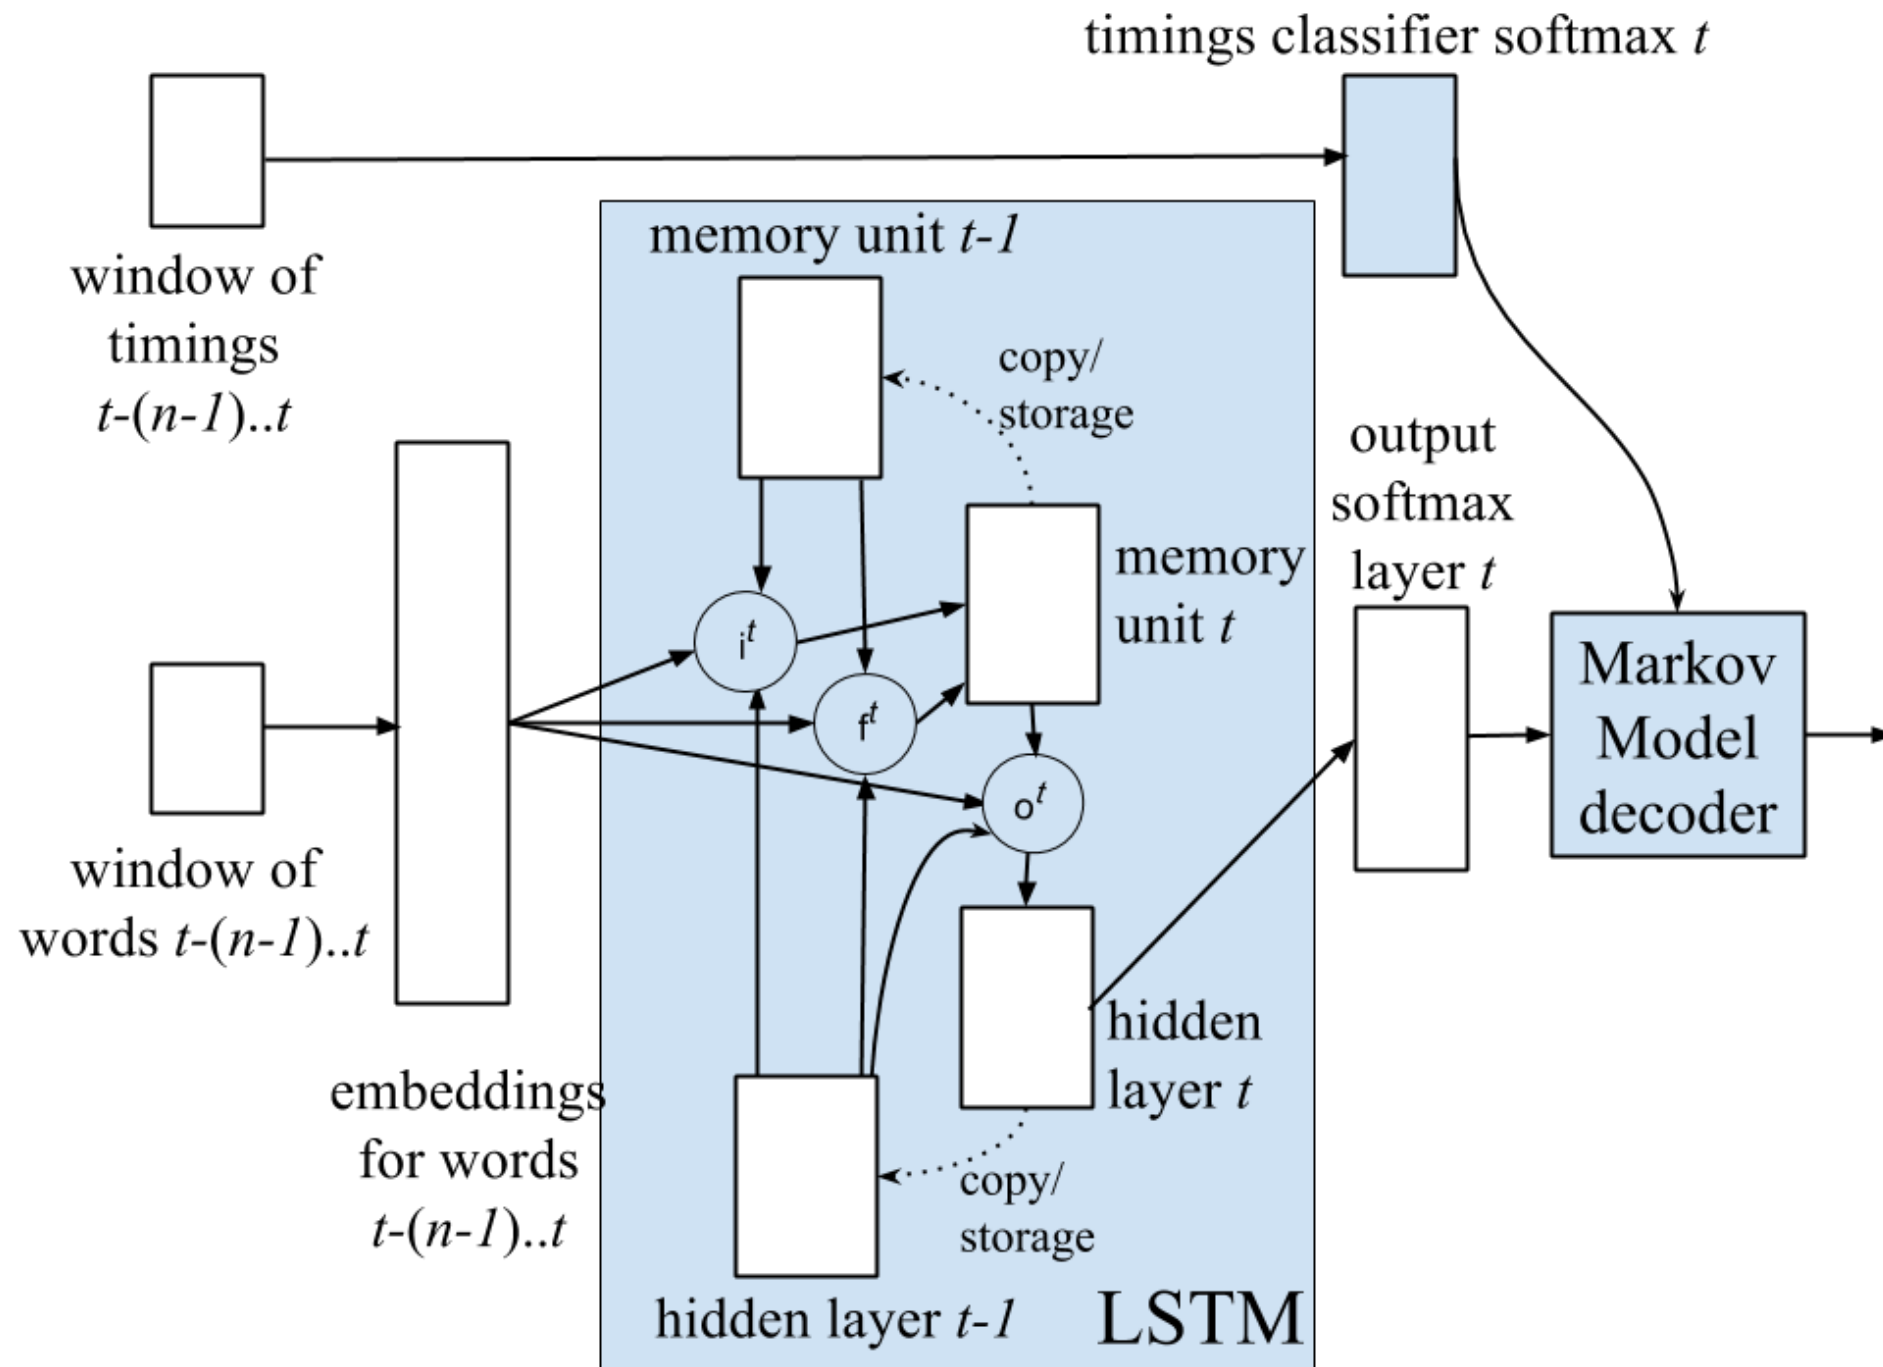 timings classifier softmax t
window of
timings
t-(n-1)..t
memory unit t-1
copy/
storage
output
softmax
layer t
memory
unit t
i^t
f^t
o^t
Markov
Model
decoder
window of
words t-(n-1)..t
embeddings
for words
t-(n-1)..t
hidden
layer t
copy/
storage
hidden layer t-1
LSTM